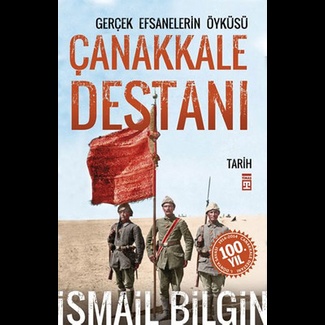 GERÇEK EFSANELERİN ÖYKÜSÜ
ÇANAKKALE
DESTANI
TARİH
100.
YIL
İSMAİL BİLGİN